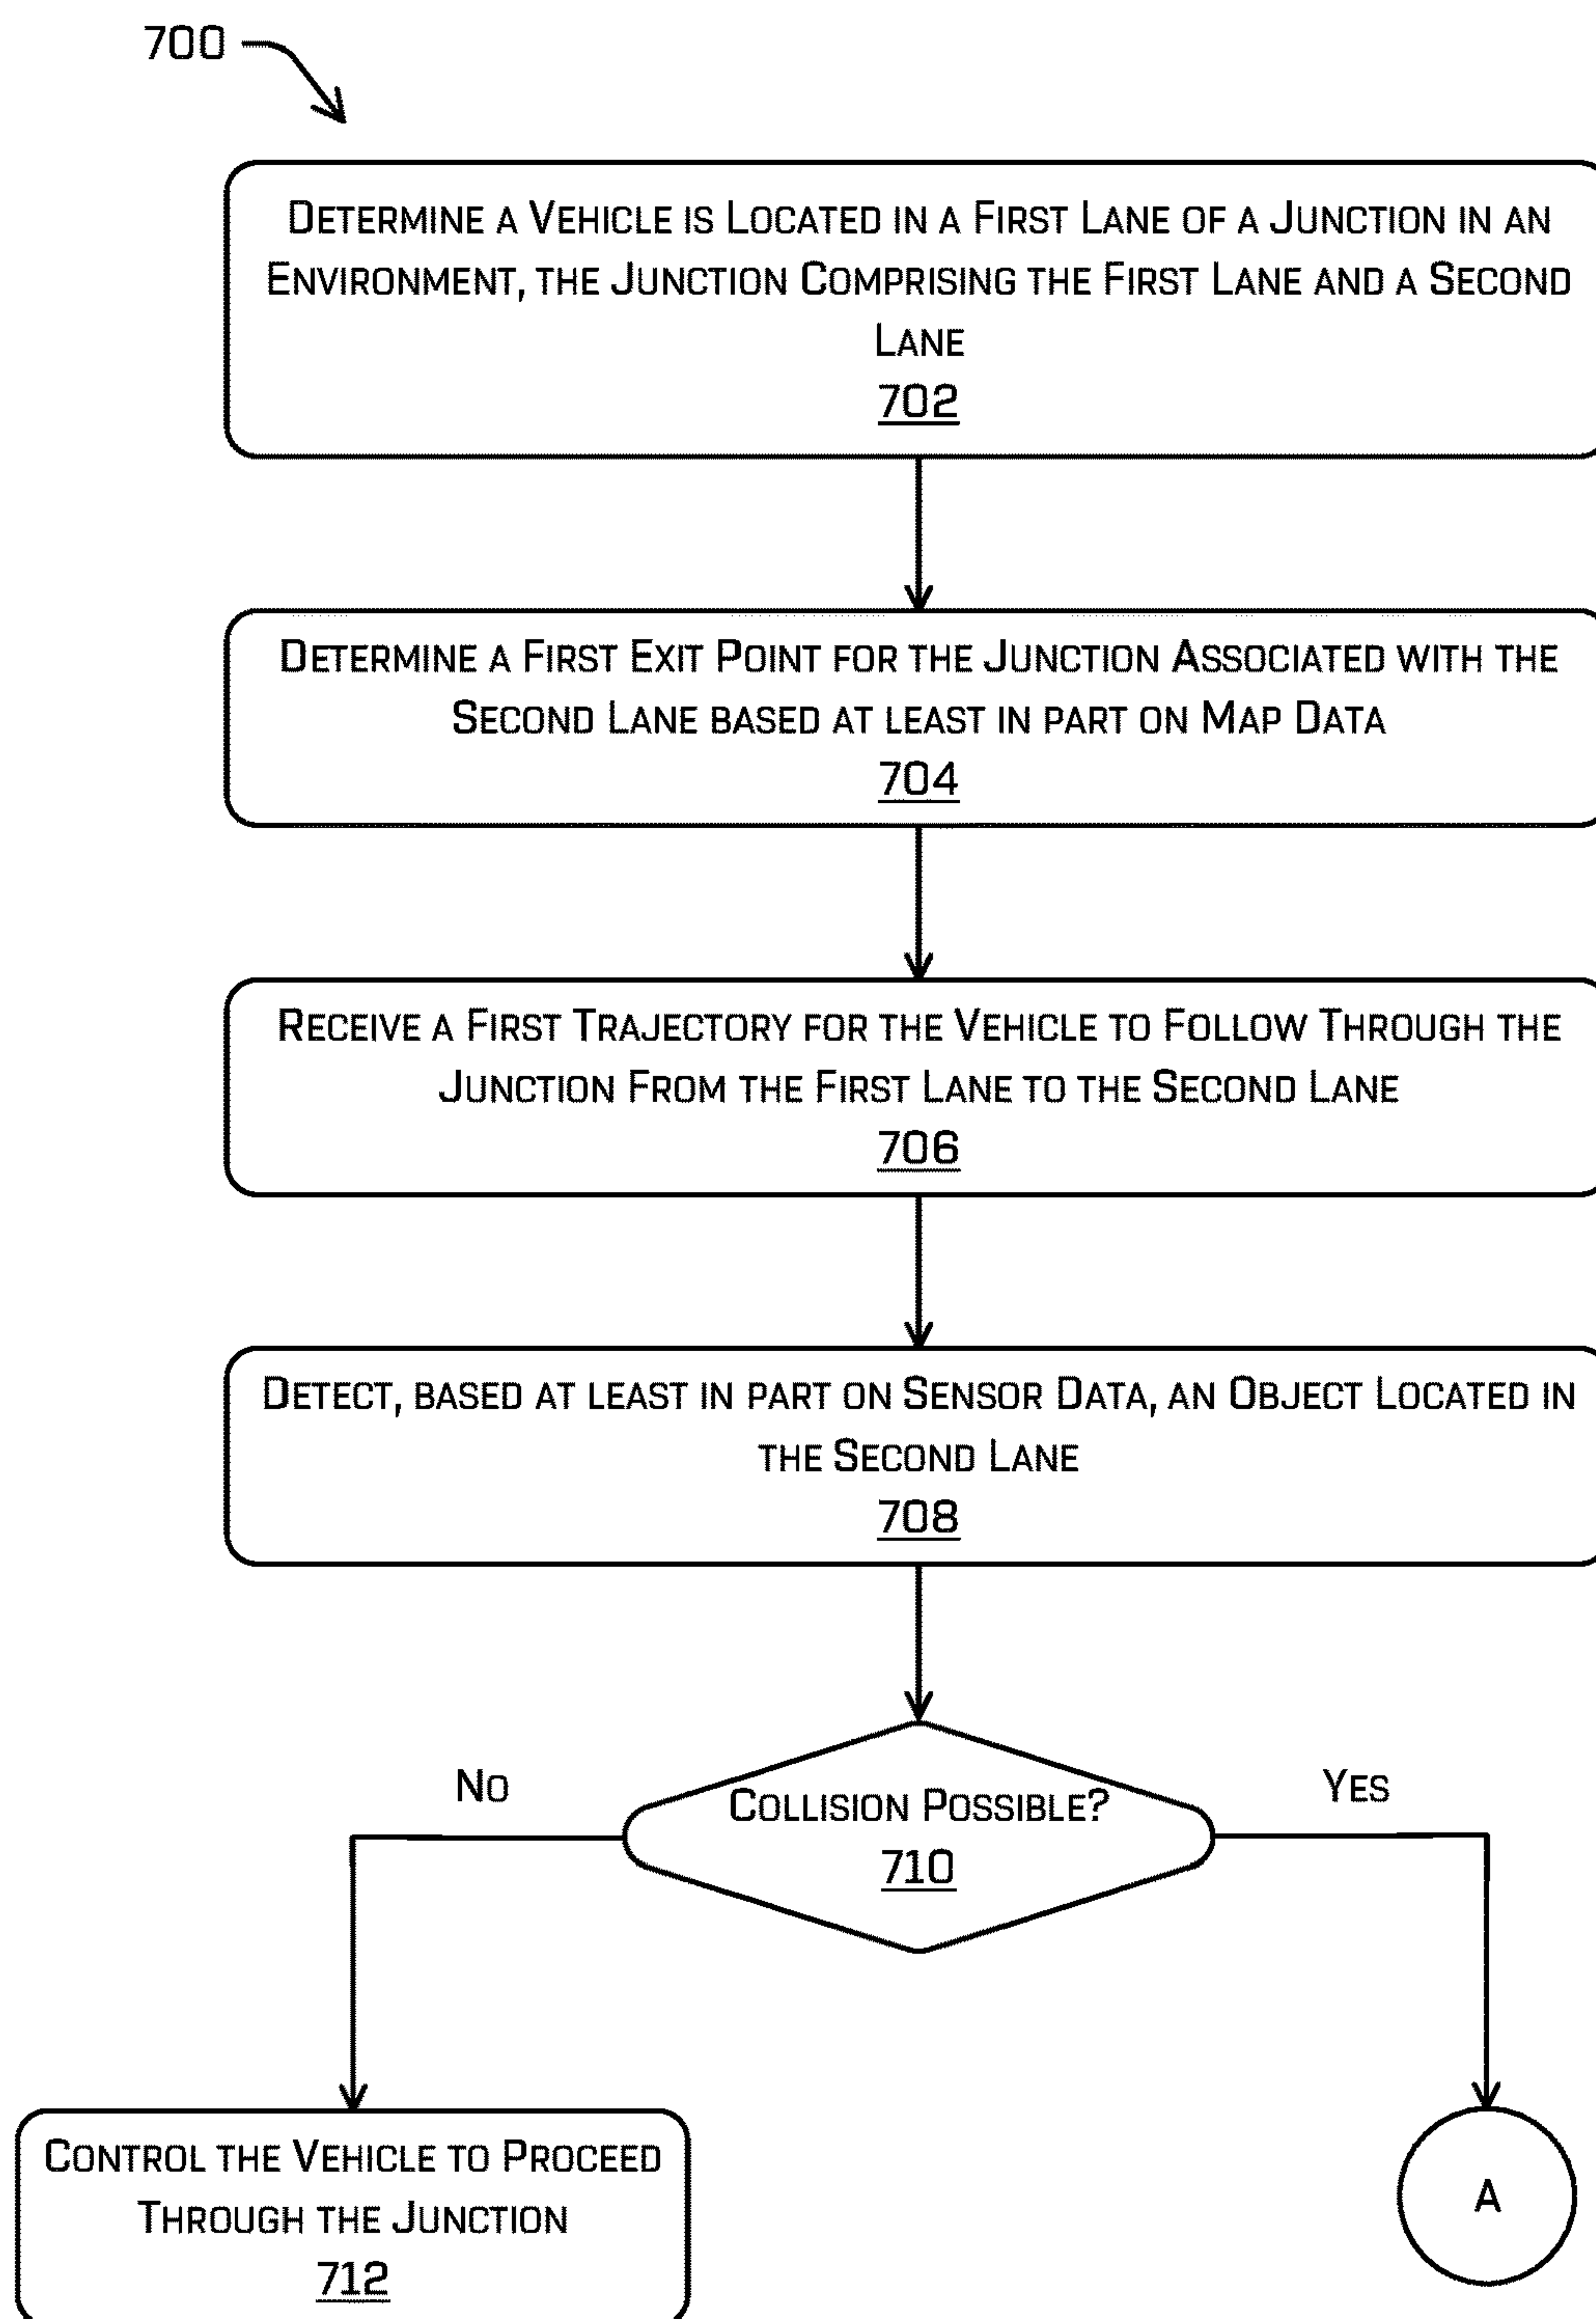 700
DETERMINE A VEHICLE IS LOCATED IN A FIRST LANE OF A JUNCTION IN AN
ENVIRONMENT, THE JUNCTION COMPRISING THE FIRST LANE AND A SECOND
LANE
702
DETERMINE A FIRST EXIT POINT FOR THE JUNCTION ASSOCIATED WITH THE
SECOND LANE BASED AT LEAST IN PART ON MAP DATA
704
RECEIVE A FIRST TRAJECTORY FOR THE VEHICLE TO FOLLOW THROUGH THE
JUNCTION FROM THE FIRST LANE TO THE SECOND LANE
706
DETECT, BASED AT LEAST IN PART ON SENSOR DATA, AN OBJECT LOCATED IN
THE SECOND LANE
708
NO
YES
COLLISION POSSIBLE?
710
CONTROL THE VEHICLE TO PROCEED
THROUGH THE JUNCTION
712
A